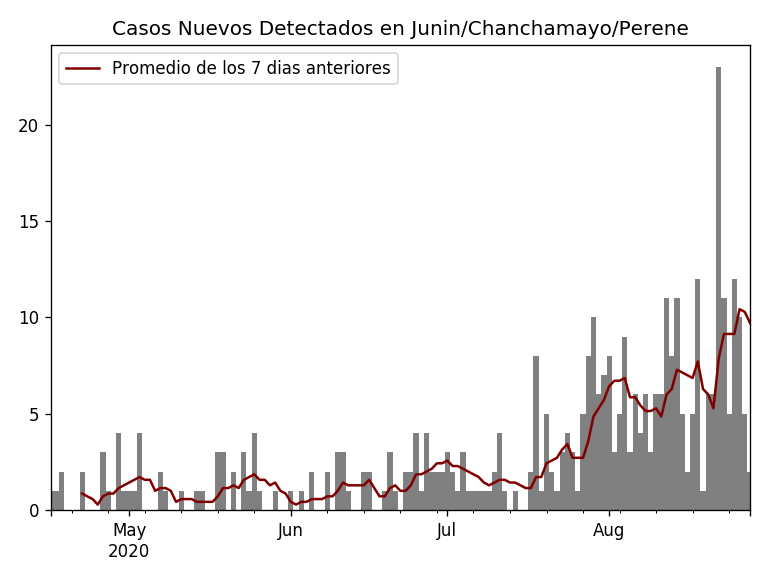 Casos Nuevos Detectados en Junin/Chanchamayo/Perene
Promedio de los 7 dias anteriores
20
15
10
5
0
May
2020
Jun
Jul
Aug